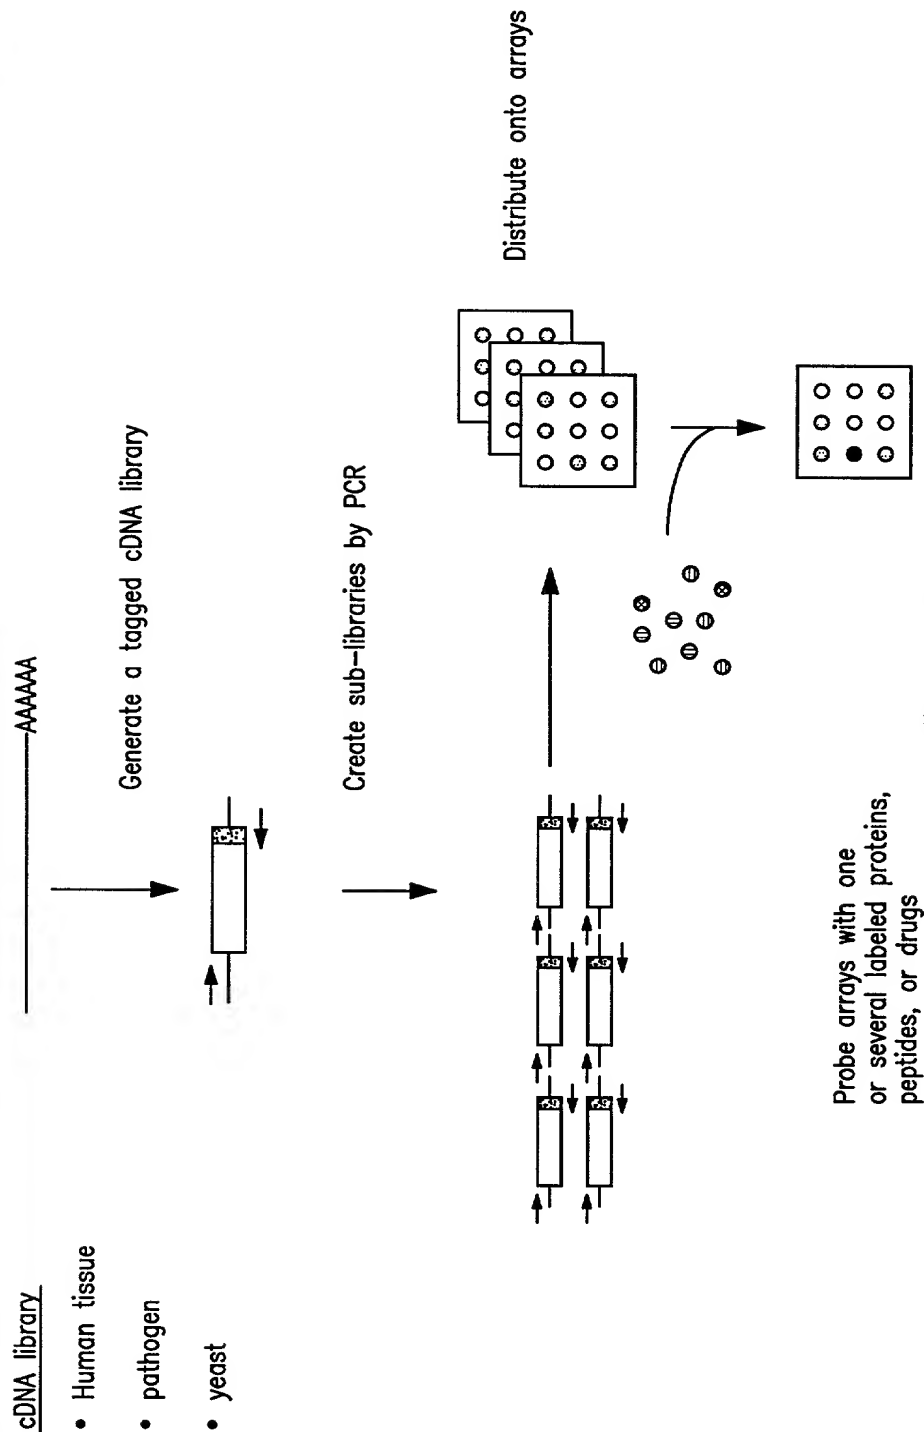 cDNA library
• Human tissue
• pathogen
• yeast
AAAAAA
Generate a tagged cDNA library
Create sub-libraries by PCR
Distribute onto arrays
Probe arrays with one
or several labeled proteins,
peptides, or drugs